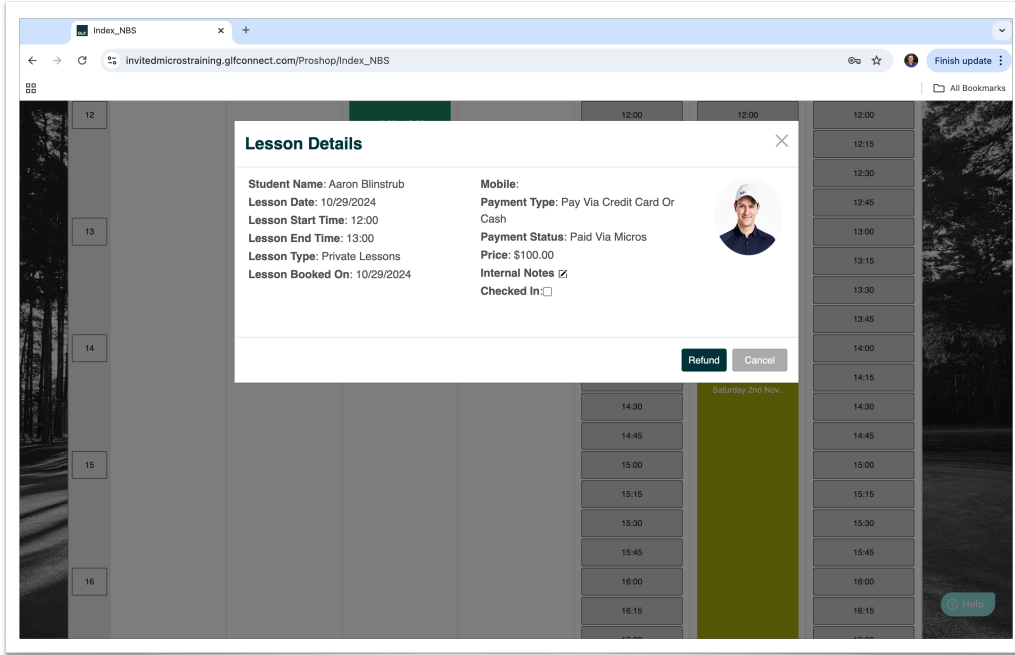 GLF.
Index_NBS
invitedmicrostraining.glfconnect.com/Proshop/Index_NBS
Finish update
All Bookmarks
12
12:00
12:00
12:00
12:15
12:30
12:45
13
13:00
13:15
13:30
13:45
14
14:00
14:15
Lesson Details
Student Name: Aaron Blinstrub
Lesson Date: 10/29/2024
Lesson Start Time: 12:00
Lesson End Time: 13:00
Lesson Type: Private Lessons
Lesson Booked On: 10/29/2024
Mobile:
Payment Type: Pay Via Credit Card Or
Cash
Payment Status: Paid Via Micros
Price: $100.00
Internal Notes
Checked In:
Refund
Cancel
Saturday 2nd Nov..
14:30
14:30
14:45
14:45
15
15:00
15:00
15:15
15:15
15:30
15:30
15:45
15:45
16
16:00
16:00
16:15
16:15
Help